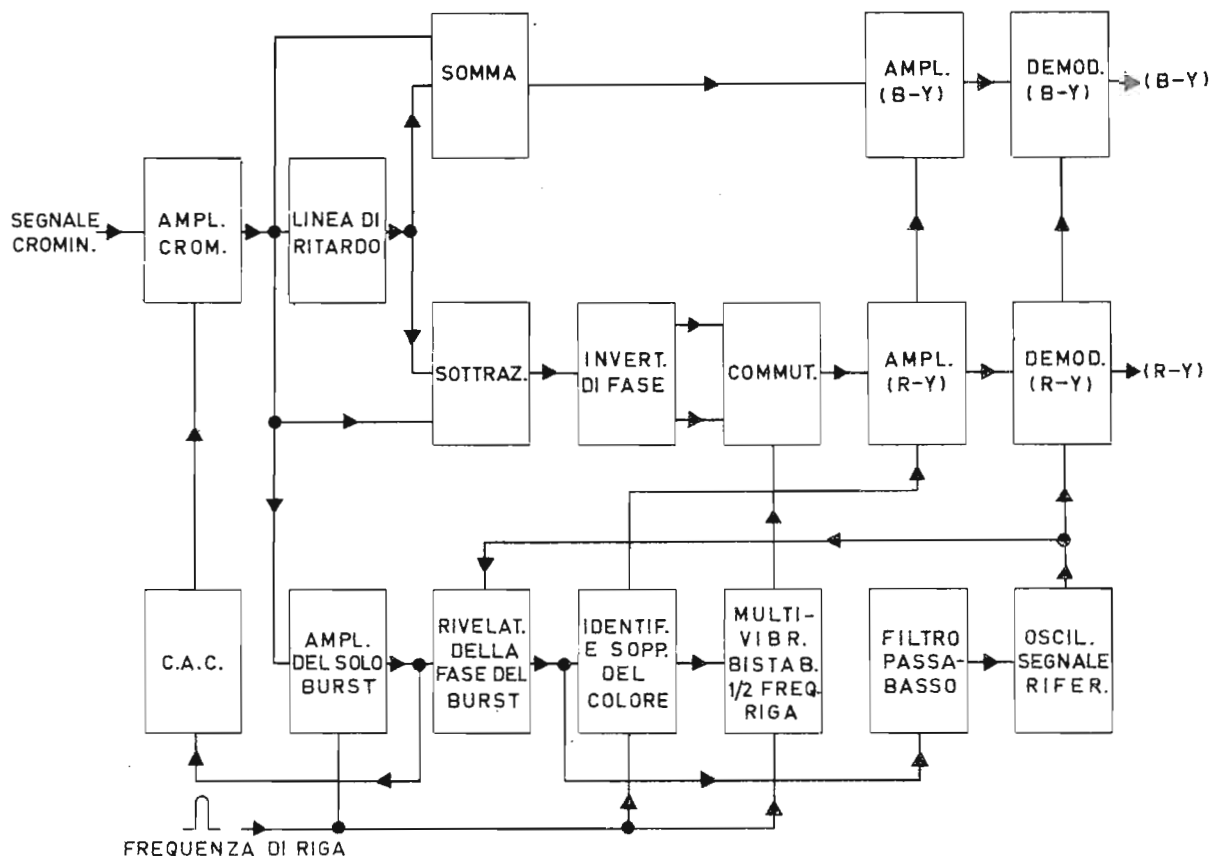 SOMMA
AMPL.
(B-Y)
DEMOD.
(B-Y)
(B-Y)
SEGNALE
CROMIN.
AMPL.
CROM.
LINEA DI
RITARDO
SOTTRAZ.
INVERT.
DI FASE
COMMUT.
AMPL.
(R-Y)
DEMOD.
(R-Y)
(R-Y)
C.A.C.
AMPL.
DEL SOLO
BURST
RIVELAT.
DELLA
FASE DEL
BURST
IDENTIF.
E SOPP.
DEL
COLORE
MULTI-
VIBR.
BISTAB.
1/2 FREQ.
RIGA
FILTRO
PASSA-
BASSO
OSCIL.
SEGNALE
RIFER.
FREQUENZA DI RIGA